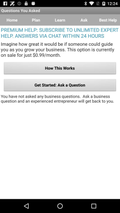 12:24
Questions You Asked
Home Plan Learn Ask Best Help
PREMIUM HELP: SUBSCRIBE TO UNLIMITED EXPERT
HELP. ANSWERS VIA CHAT WITHIN 24 HOURS
Imagine how great it would be if someone could guide
you as you grow your business. This option is currently
on sale for just $0.99/month.
How This Works
Get Started: Ask a Question
You have not asked any business questions. Ask a business
question and an experienced entrepreneur will get back to you.